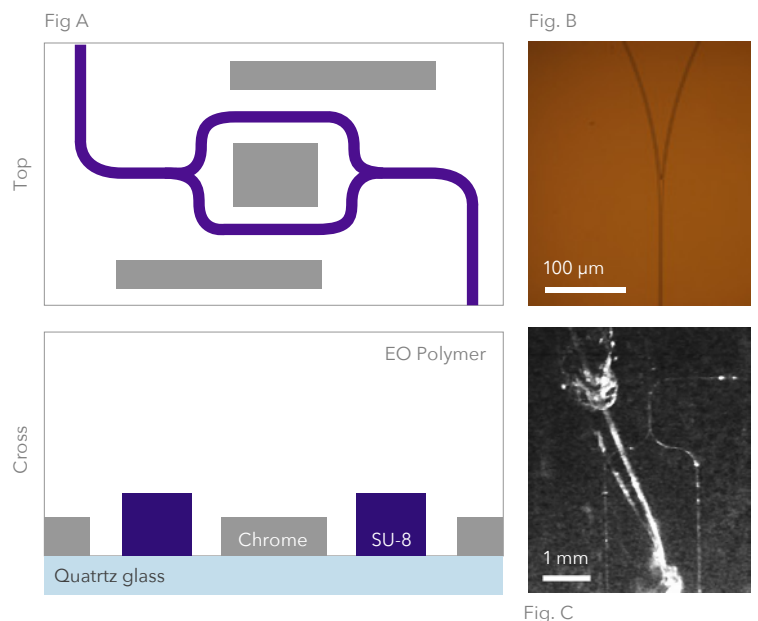 Fig A
Fig. B
Top
100 µm
EO Polymer
Cross
Chrome
SU-8
Quatrtz glass
1 mm
Fig. C